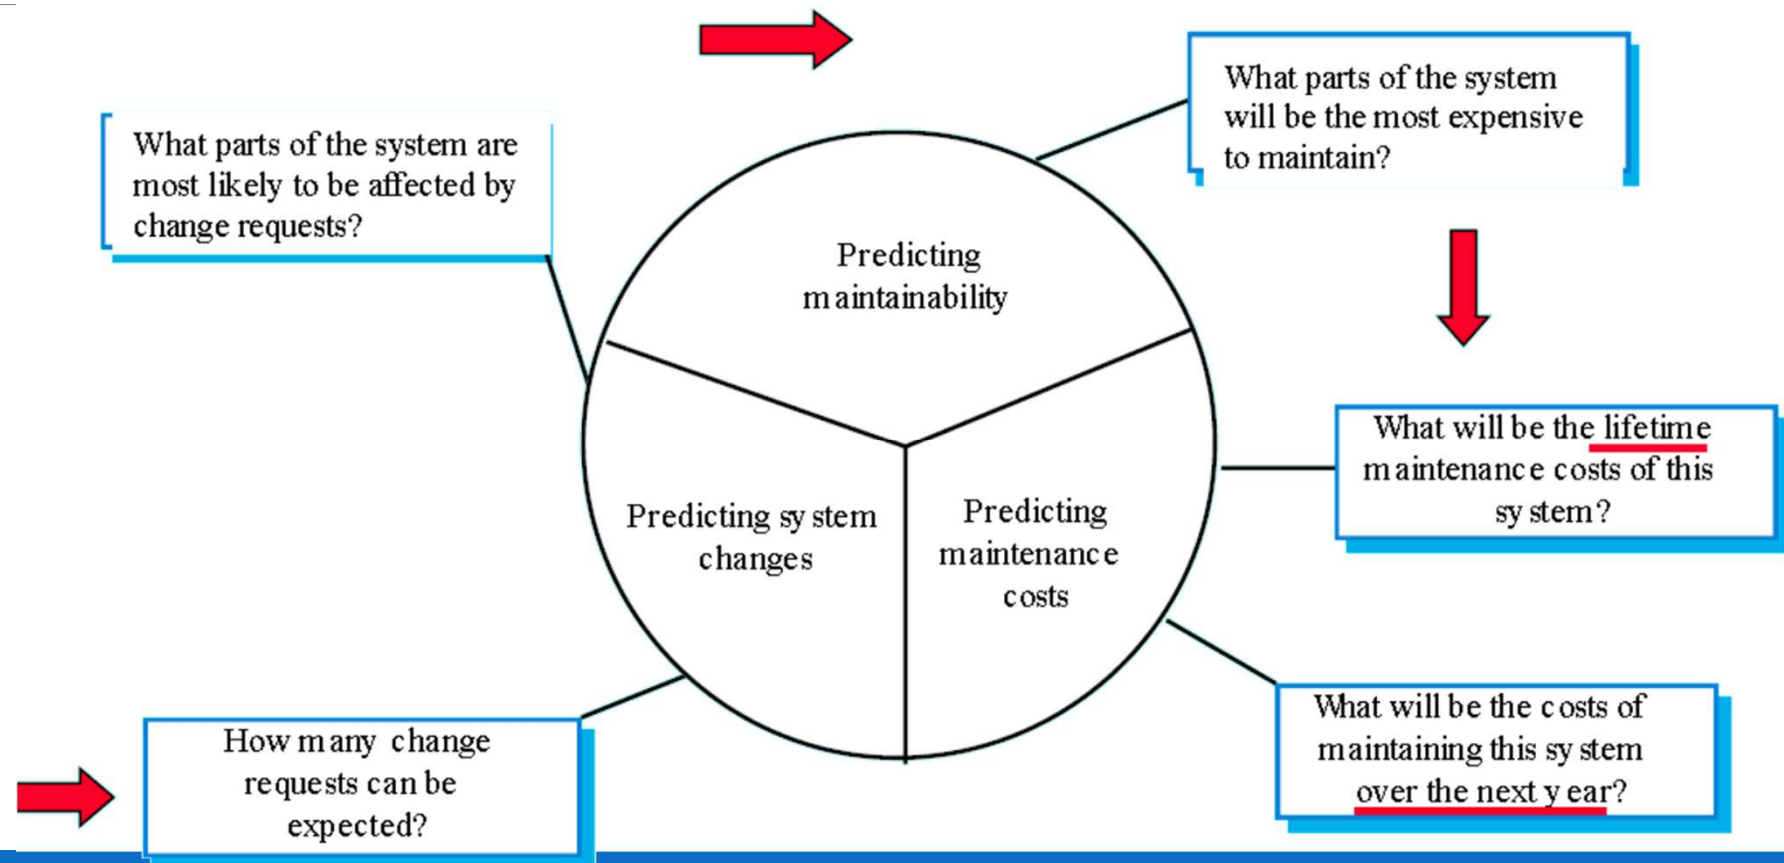 What parts of the system
will be the most expensive
to maintain?
What parts of the system are
most likely to be affected by
change requests?
Predicting
maintainability
What will be the lifetime
maintenance costs of this
system?
Predicting system
changes
Predicting
maintenance
costs
What will be the costs of
maintaining this system
over the next year?
How many change
requests can be
expected?